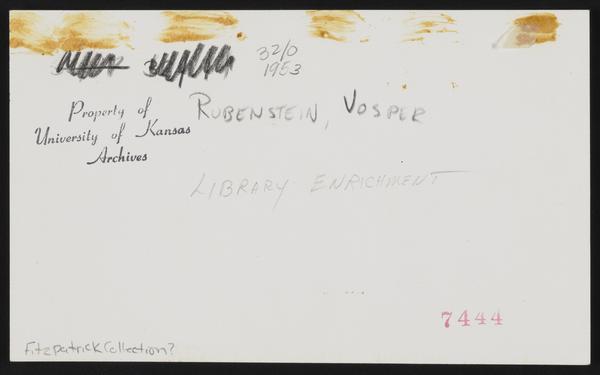 32/0
1953
Property of
University of Kansas
Archives
RUBENSTEIN, VOSPER
LIBRARY ENRICHMENT
7444
Fitzpatrick Collection?